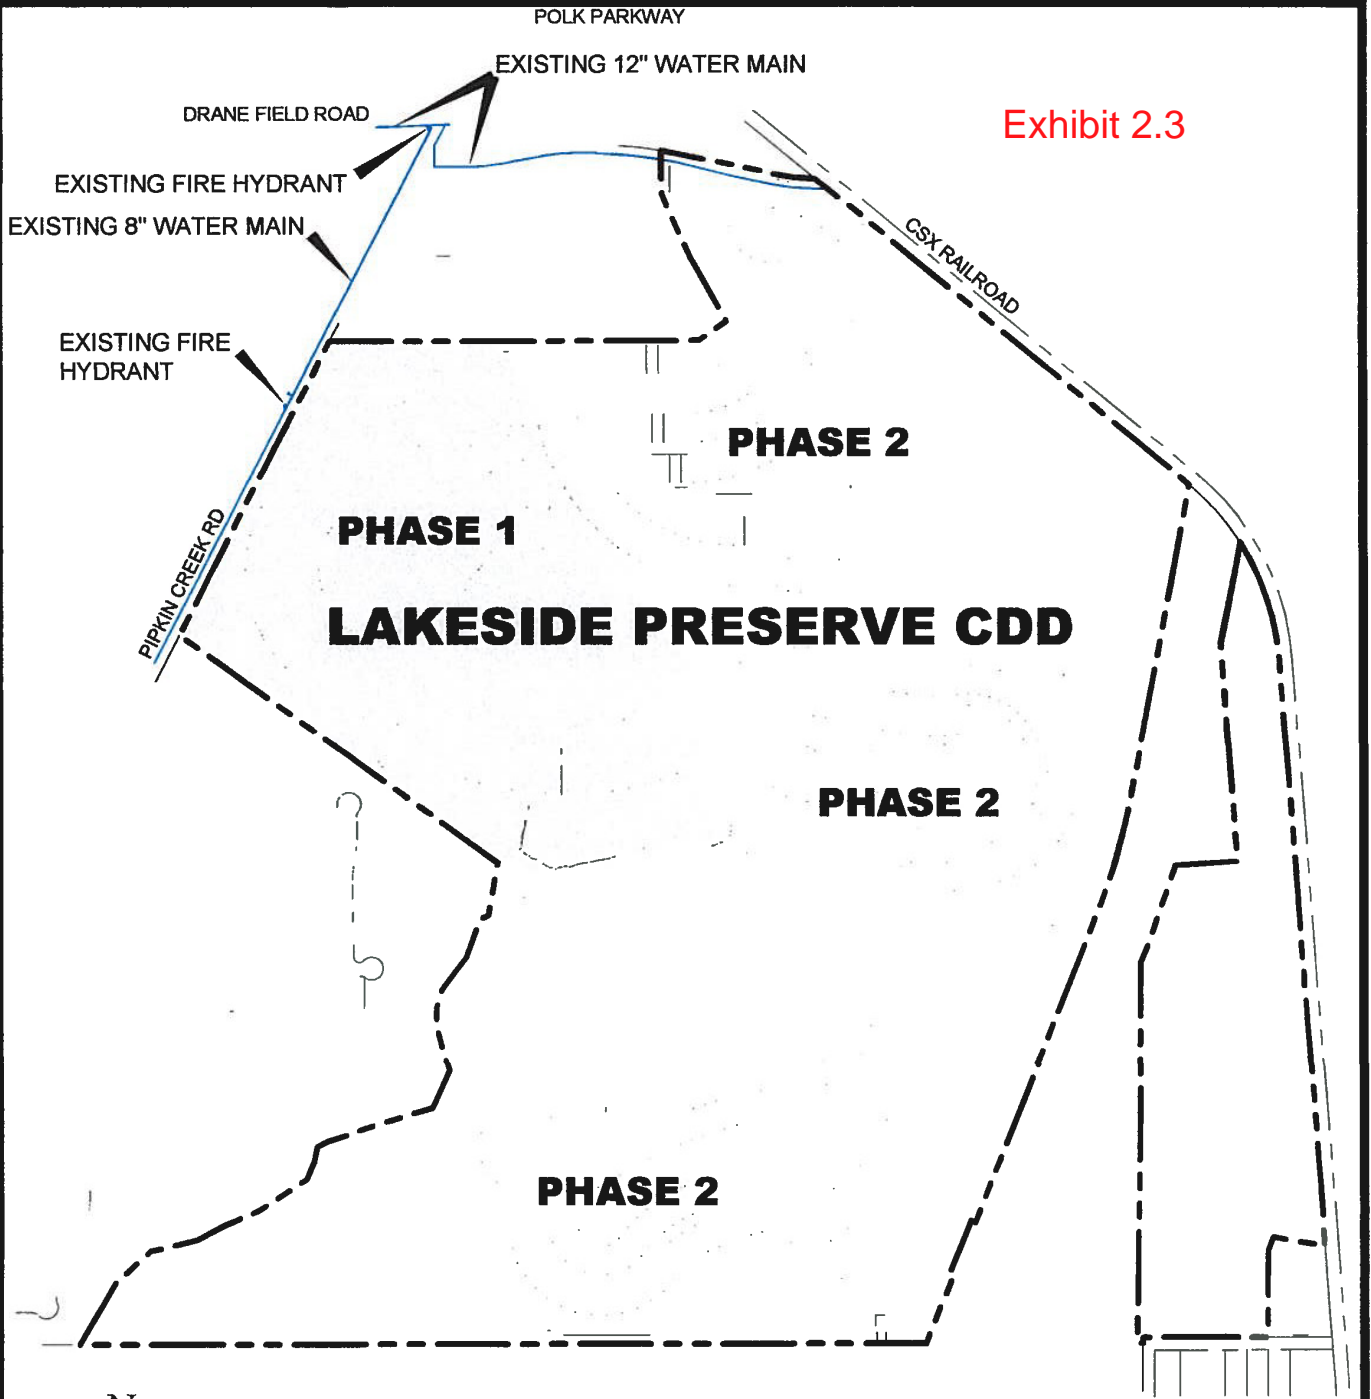 POLK PARKWAY
EXISTING 12" WATER MAIN
DRANE FIELD ROAD
Exhibit 2.3
EXISTING FIRE HYDRANT
EXISTING 8" WATER MAIN
CSX RAILROAD
EXISTING FIRE
HYDRANT
PHASE 2
PHASE 1
PIPKIN CREEK RD
LAKESIDE PRESERVE CDD
PHASE 2
PHASE 2
N